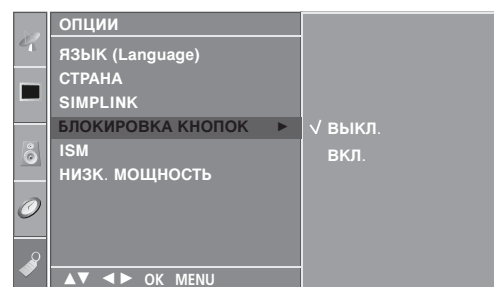 ОПЦИИ
ЯЗЫК (Language)
СТРАНА
SIMPLINK
БЛОКИРОВКА КНОПОК ►
√ ВЫКЛ.
ВКЛ.
ISM
НИЗК. МОЩНОСТЬ
▲▼ ◄► OK MENU